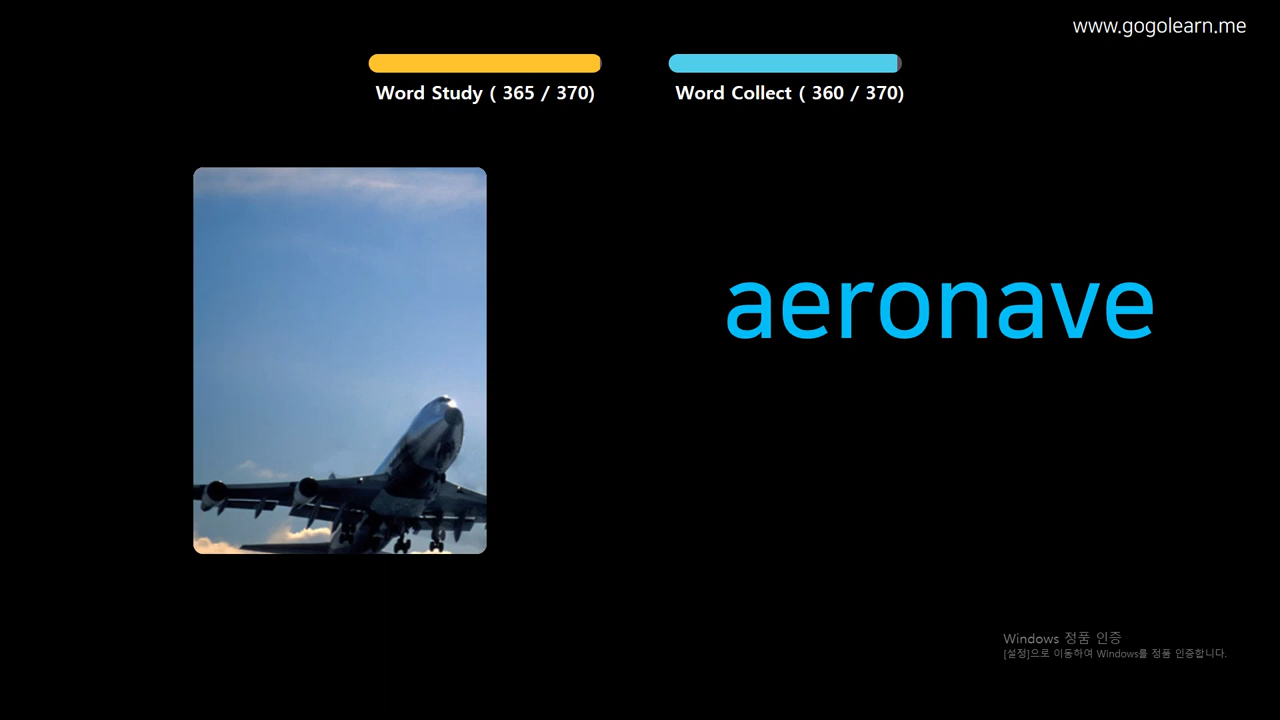 www.gogolearn.me
Word Study ( 365 / 370)
Word Collect ( 360 / 370)
aeronave
Windows 정품 인증
[설정]으로 이동하여 Windows를 정품 인증합니다.